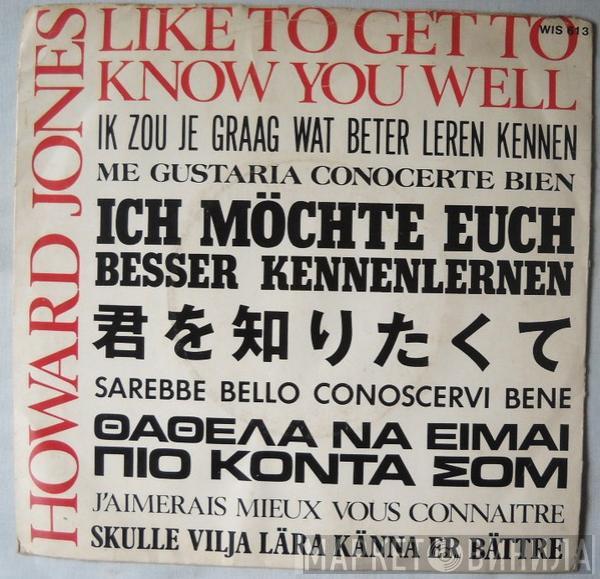 HOWARD JONES
LIKE TO GET TO
WIS 613
KNOW YOU WELL
IK ZOU JE GRAAG WAT BETER LEREN KENNEN
ME GUSTARIA CONOCERTE BIEN
ICH MÖCHTE EUCH
BESSER KENNENLERNEN
君を知りたくて
SAREBBE BELLO CONOSCERVI BENE
ΘΑΘΕΛΑ ΝΑ ΕΙΜΑΙ
ΠΙΟ ΚΟΝΤΑ ΣΟΜ
J'AIMERAIS MIEUX VOUS CONNAITRE
SKULLE VILJA LÄRA KÄNNA ER BÄTTRE
МАРКЕТ ВИНИЛА